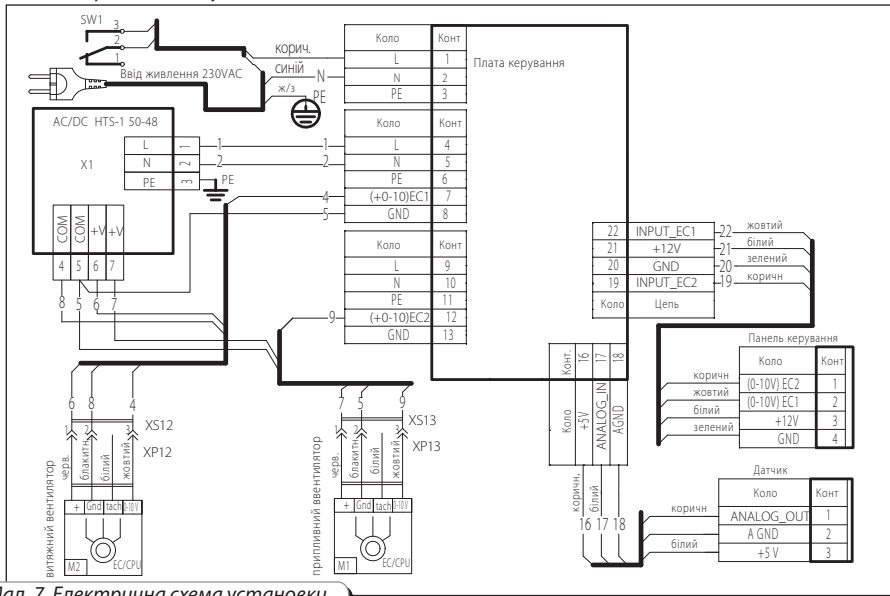 SW1
3
2
1
Ввід живлення 230VAC
корич.
синій
N
ж/з
PE
Коло Конт
L 1
N 2
PE 3
Плата керування
AC/DC HTS-1 50-48
X1
L 1
N 2
PE 3
1
2
PE
COM COM +V +V
4 5 6 7
8 5 6 7
Коло Конт
1 L 4
2 N 5
PE 6
4 (+0-10)EC1 7
5 GND 8
Коло Конт
L 9
N 10
PE 11
9 (+0-10)EC2 12
GND 13
22 INPUT_EC1 22 жовтий
21 +12V 21 білий
20 GND 20 зелений
19 INPUT_EC2 19 коричн
Коло Цепь
Панель керування
Коло Конт
коричн (0-10V) EC2 1
жовтий (0-10V) EC1 2
білий +12V 3
зелений GND 4
Конт. 16 17 18
Коло +5V ANALOG_IN AGND
коричн. білий
16 17 18
Датчик
Коло Конт
коричн ANALOG_OUT 1
A GND 2
білий +5 V 3
6 8 4
XS12
1 2 3
XP12
черв. блакитн. білий жовтий
+ Gnd tach 0-10V
M2 EC/CPU
витяжний вентилятор
7 5 9
XS13
1 2 3
XP13
черв. блакитн. білий жовтий
+ Gnd tach 0-10V
M1 EC/CPU
припливний ввентилятор
Мал. 7. Електрична схема установки